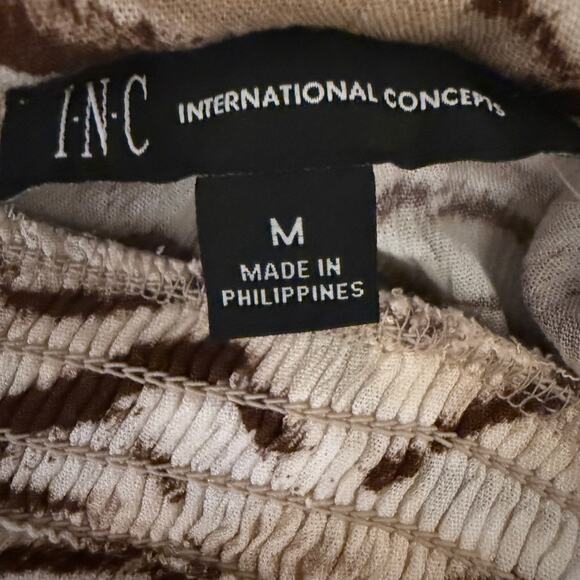 I·N·C INTERNATIONAL CONCEPTS
M
MADE IN
PHILIPPINES